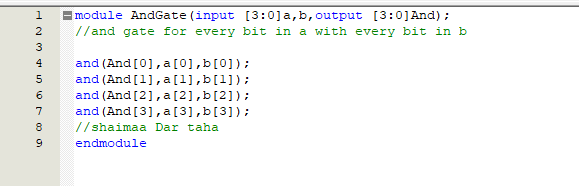 1 module AndGate(input [3:0]a,b,output [3:0]And);
2 //and gate for every bit in a with every bit in b
3
4 and(And[0],a[0],b[0]);
5 and(And[1],a[1],b[1]);
6 and(And[2],a[2],b[2]);
7 and(And[3],a[3],b[3]);
8 //shaimaa Dar taha
9 endmodule